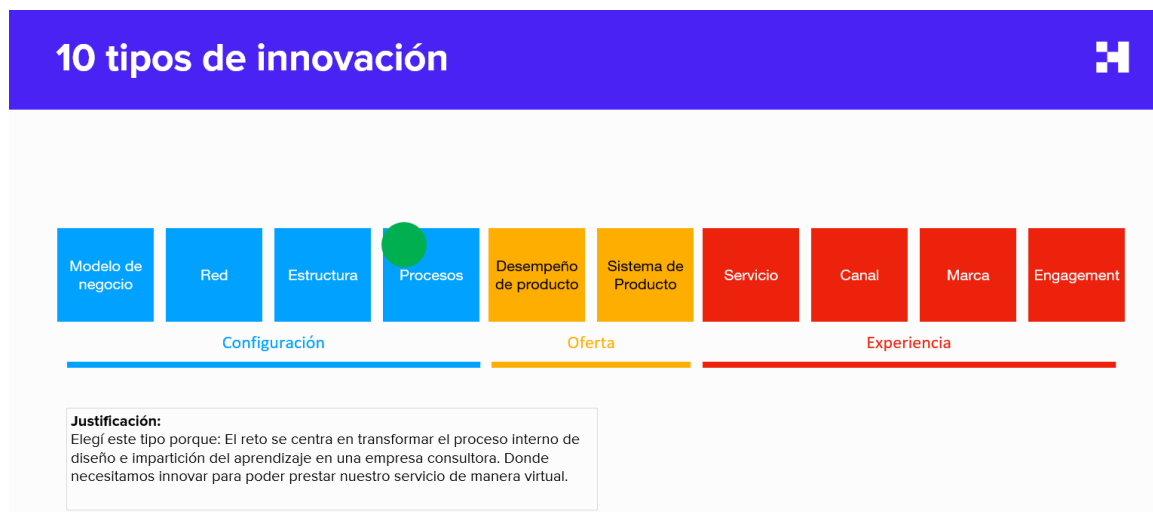 10 tipos de innovación
Modelo de
negocio
Red
Estructura
Procesos
Desempeño
de producto
Sistema de
Producto
Servicio
Canal
Marca
Engagement
Configuración
Oferta
Experiencia
Justificación:
Elegí este tipo porque: El reto se centra en transformar el proceso interno de
diseño e impartición del aprendizaje en una empresa consultora. Donde
necesitamos innovar para poder prestar nuestro servicio de manera virtual.